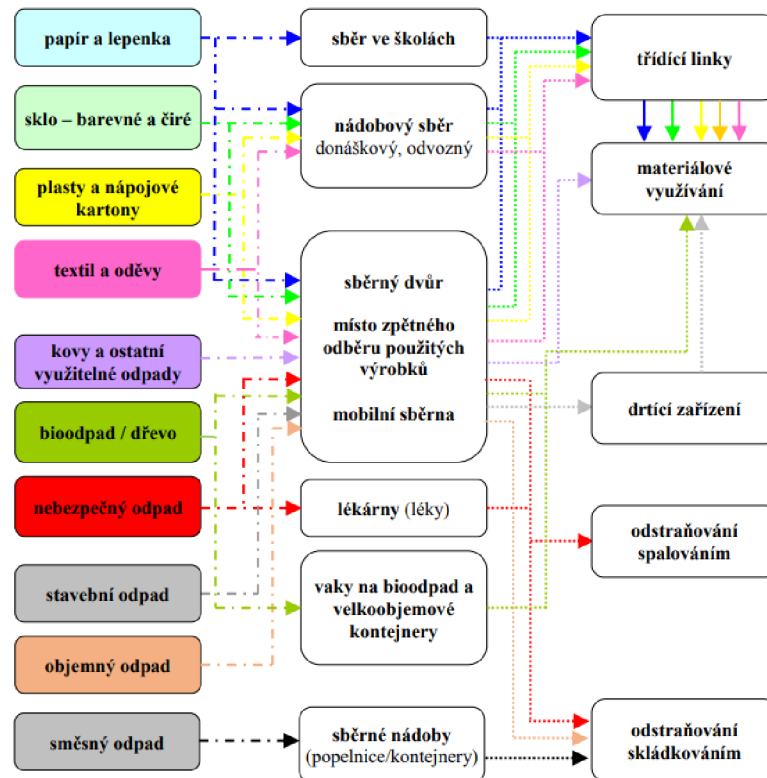 papír a lepenka
sklo – barevné a čiré
plasty a nápojové
kartony
textil a oděvy
kovy a ostatní
využitelné odpady
bioodpad / dřevo
nebezpečný odpad
stavební odpad
objemný odpad
směsný odpad
sběr ve školách
nádobový sběr
donáškový, odvozný
sběrný dvůr
místo zpětného
odběru použitých
výrobků
mobilní sběrna
lékárny (léky)
vaky na bioodpad a
velkoobjemové
kontejnery
sběrné nádoby
(popelnice/kontejnery)
třídící linky
materiálové
využívání
drtící zařízení
odstraňování
spalováním
odstraňování
skládkováním